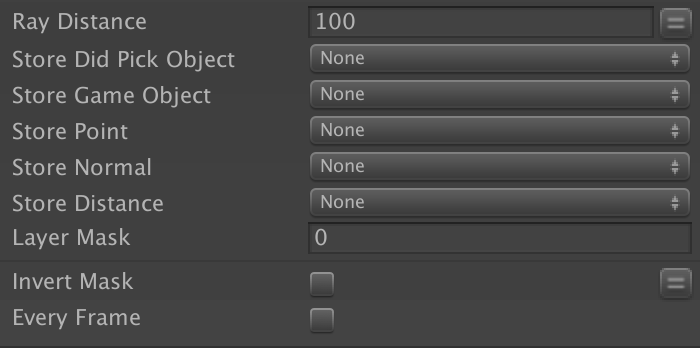 Ray Distance 100
Store Did Pick Object None
Store Game Object None
Store Point None
Store Normal None
Store Distance None
Layer Mask 0
Invert Mask
Every Frame